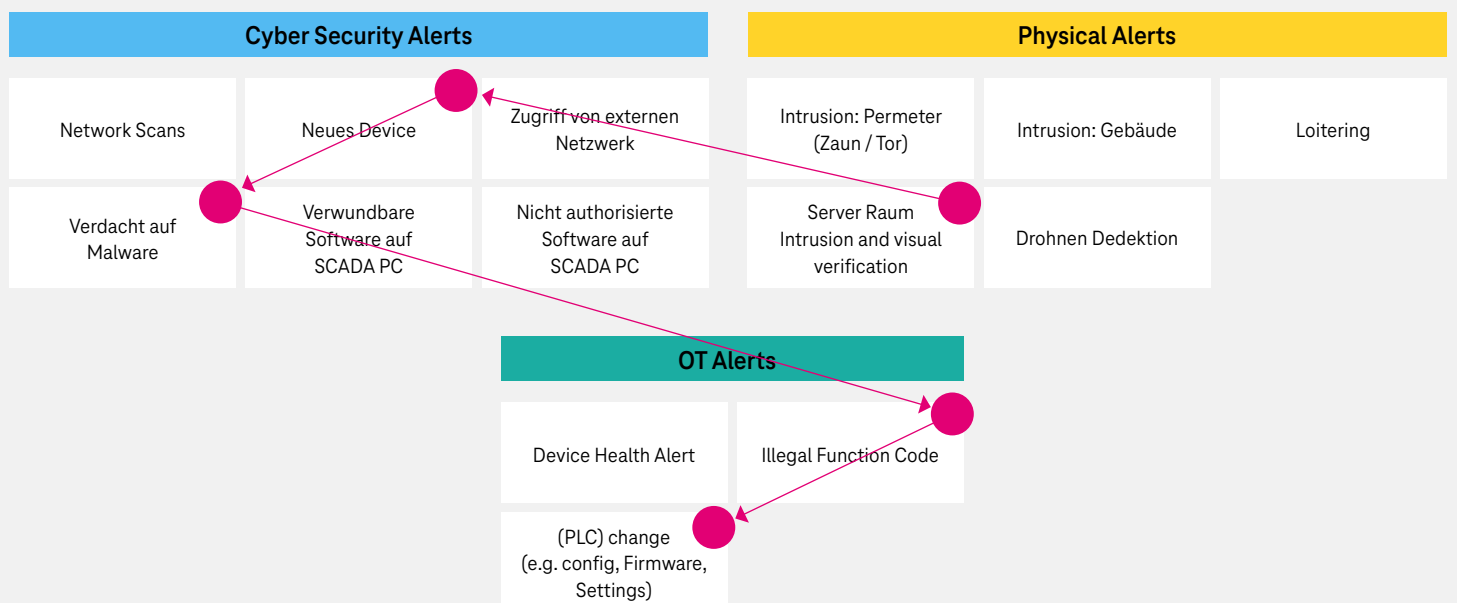 Cyber Security Alerts
Network Scans
Neues Device
Zugriff von externen
Netzwerk
Verdacht auf
Malware
Verwundbare
Software auf
SCADA PC
Nicht authorisierte
Software auf
SCADA PC
Physical Alerts
Intrusion: Permeter
(Zaun / Tor)
Intrusion: Gebäude
Loitering
Server Raum
Intrusion and visual
verification
Drohnen Dedektion
OT Alerts
Device Health Alert
Illegal Function Code
(PLC) change
(e.g. config, Firmware,
Settings)